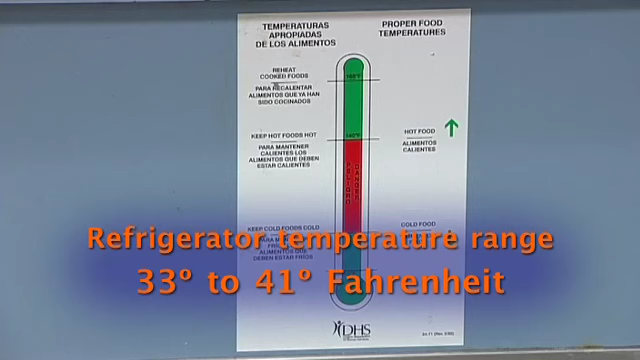 TEMPERATURAS
APROPIADAS
DE LOS ALIMENTOS
PROPER FOOD
TEMPERATURES
REHEAT
COOKED FOODS
PARA RECALENTAR
ALIMENTOS QUE YA HAN
SIDO COCINADOS
165°F
KEEP HOT FOODS HOT
PARA MANTENER
CALIENTES LOS
ALIMENTOS QUE DEBEN
ESTAR CALIENTES
140°F
HOT FOOD
ALIMENTOS
CALIENTES
PELIGRO
DANGER
KEEP COLD FOODS COLD
PARA
ALIMENTOS QUE
DEBEN ESTAR FRIOS
COLD FOOD
Refrigerator temperature range
33º to 41º Fahrenheit
DHS